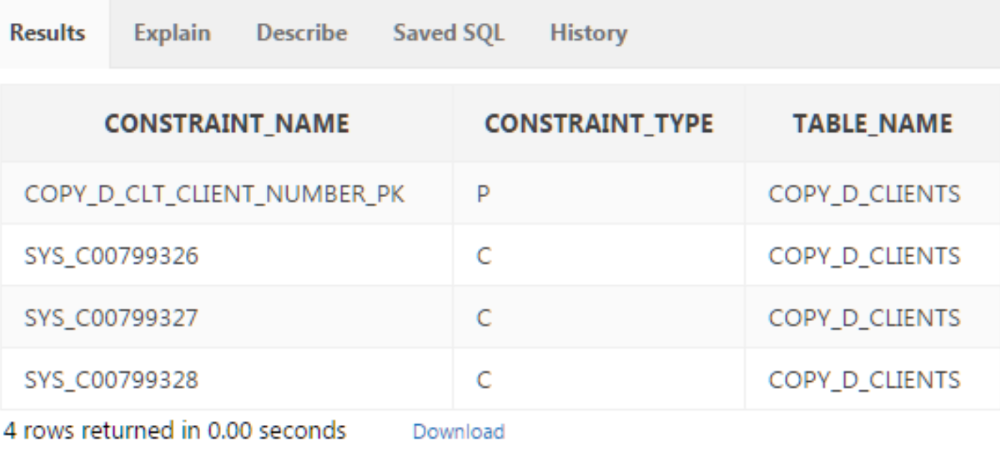 Results Explain Describe Saved SQL History
CONSTRAINT_NAME CONSTRAINT_TYPE TABLE_NAME
COPY_D_CLT_CLIENT_NUMBER_PK P COPY_D_CLIENTS
SYS_C00799326 C COPY_D_CLIENTS
SYS_C00799327 C COPY_D_CLIENTS
SYS_C00799328 C COPY_D_CLIENTS
4 rows returned in 0.00 seconds Download